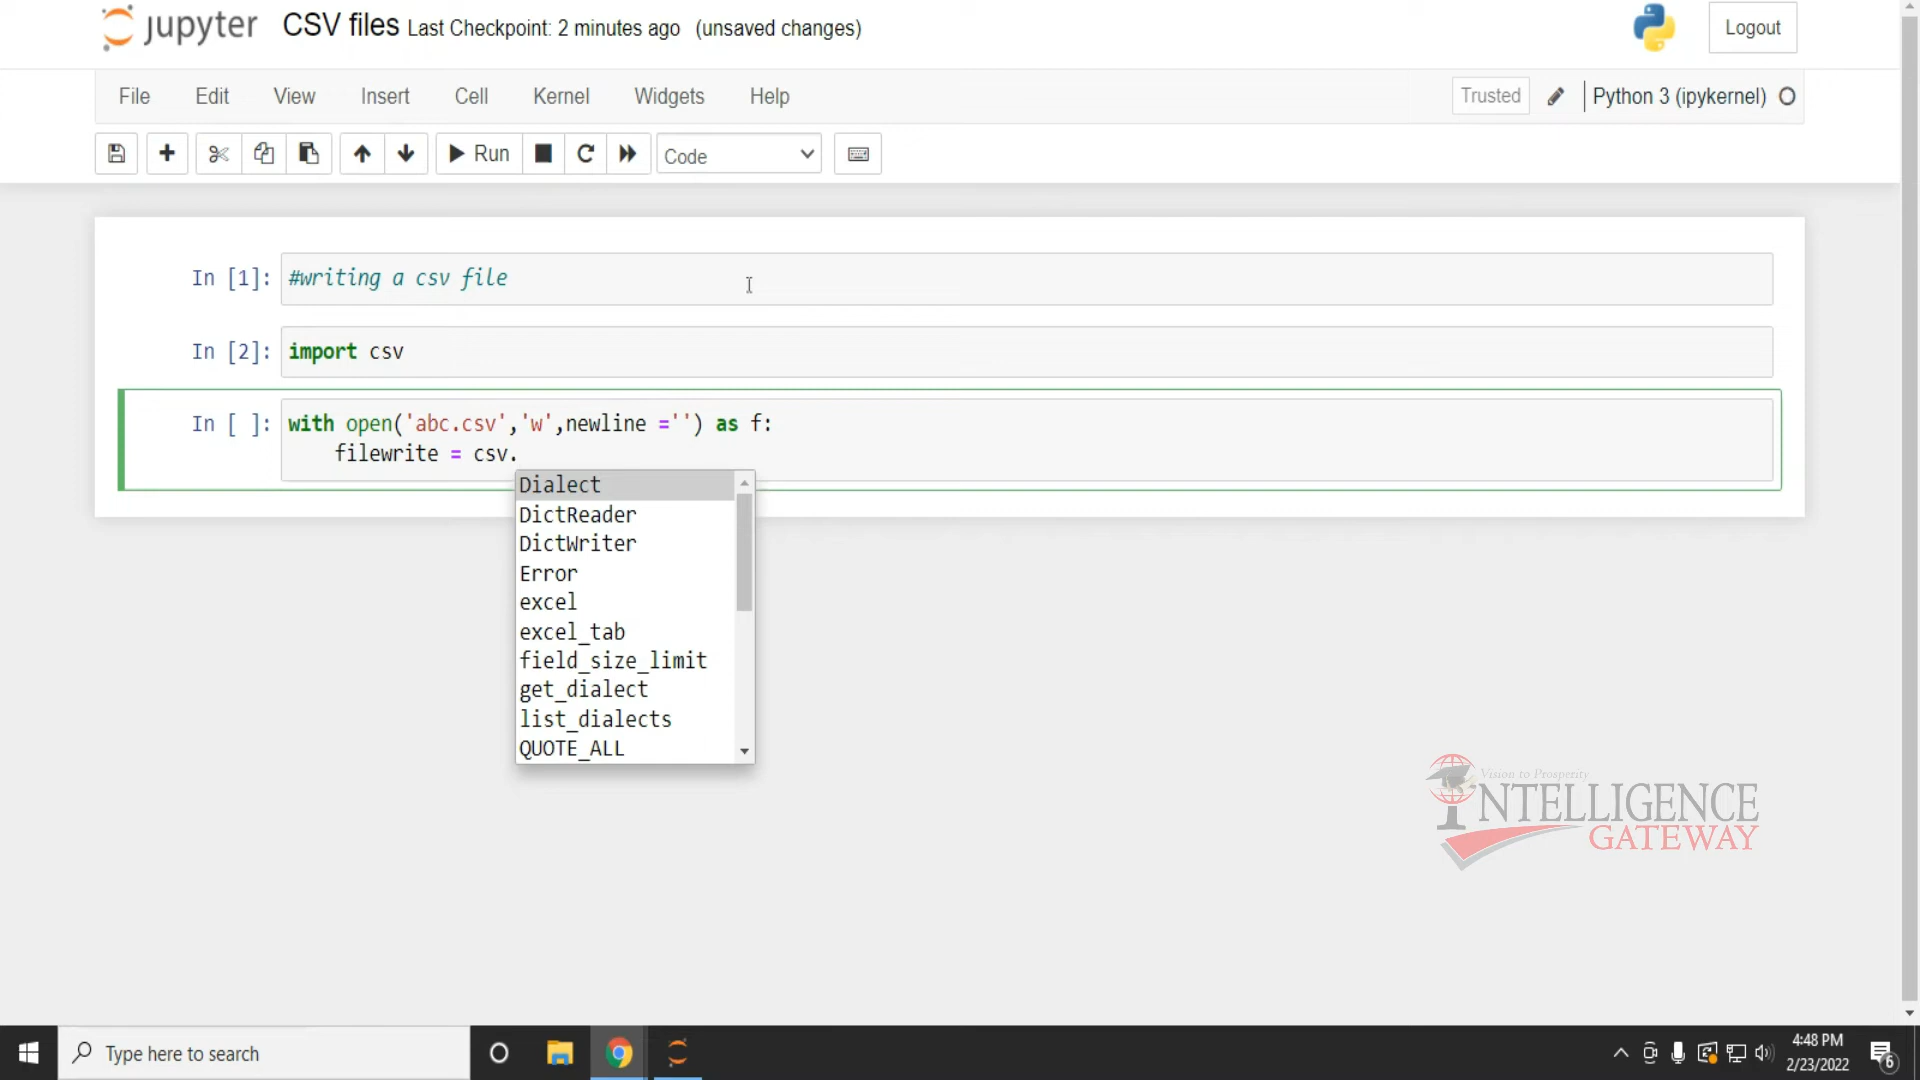 jupyter CSV files Last Checkpoint: 2 minutes ago (unsaved changes) Logout
File Edit View Insert Cell Kernel Widgets Help Trusted Python 3 (ipykernel)
Run Code
In [1]: #writing a csv file
In [2]: import csv
In [ ]: with open('abc.csv','w',newline ='') as f:
filewrite = csv.
Dialect
DictReader
DictWriter
Error
excel
excel_tab
field_size_limit
get_dialect
list_dialects
QUOTE_ALL
Vision to Prosperity
INTELLIGENCE
GATEWAY
Type here to search
4:48 PM
2/23/2022
6